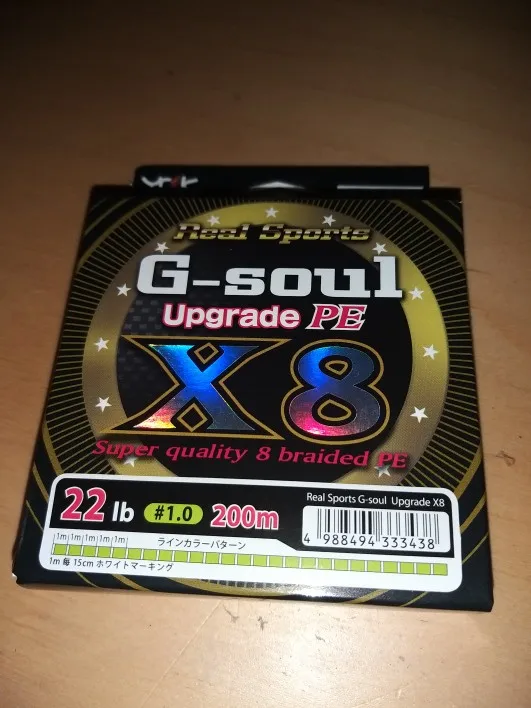 YGK
Real Sports
G-soul
Upgrade PE
X8
Super quality 8 braided PE
22 lb #1.0 200m
Real Sports G-soul Upgrade X8
4 988494 333438
1m 1m 1m 1m 1m
ラインカラーパターン
1m 毎 15cm ホワイトマーキング